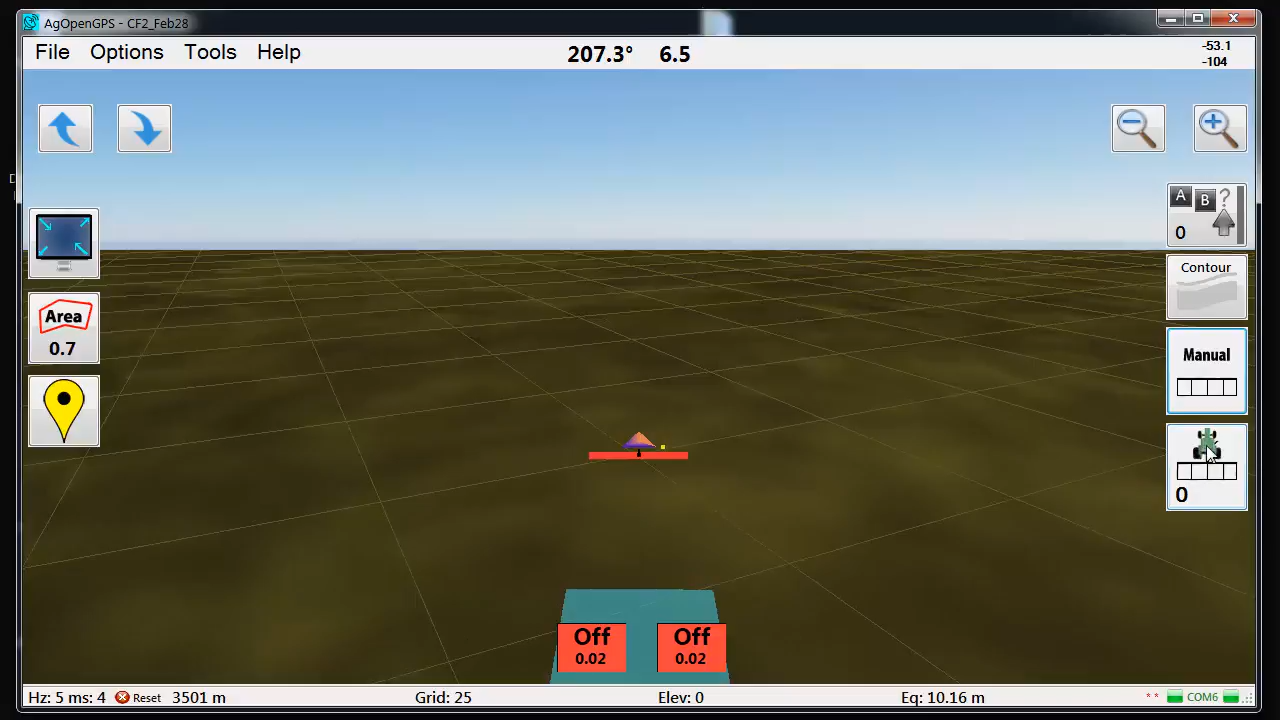 AgOpenGPS - CF2_Feb28
File Options Tools Help 207.3° 6.5
-53.1
-104
A B ?
0
Contour
Area
0.7
Manual
0
Off Off
0.02 0.02
Hz: 5 ms: 4 Reset 3501 m Grid: 25 Elev: 0 Eq: 10.16 m ** COM6